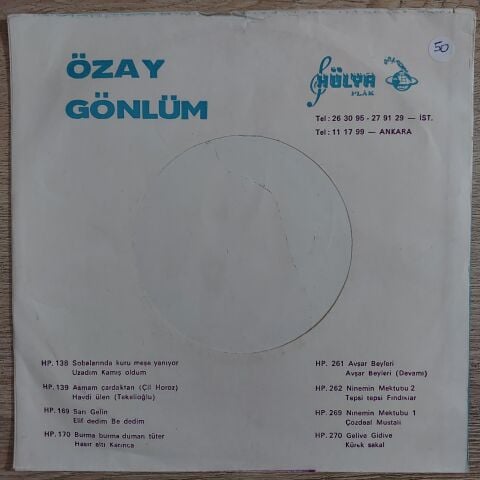 ÖZAY
GÖNLÜM
50
HÜLYA
PLÂK
Tel : 26 30 95 - 27 91 29 — İST.
Tel : 11 17 99 — ANKARA
HP. 138 Sobalarında kuru meşe yanıyor
Uzadım Kamış oldum
HP. 139 Asmam çardaktan (Çil Horoz)
Havdi ülen (Tekelioğlu)
HP. 169 Sarı Gelin
Elif dedim Be dedim
HP. 170 Burma burma duman tüter
Hasır altı Karınca
HP. 261 Avşar Beyleri
Avşar Beyleri (Devamı)
HP. 262 Ninemin Mektubu 2
Tepsi tepsi Fındıklar
HP. 269 Ninemin Mektubu 1
Çözdeal Mustali
HP. 270 Gelive Gidive
Kürek sakal